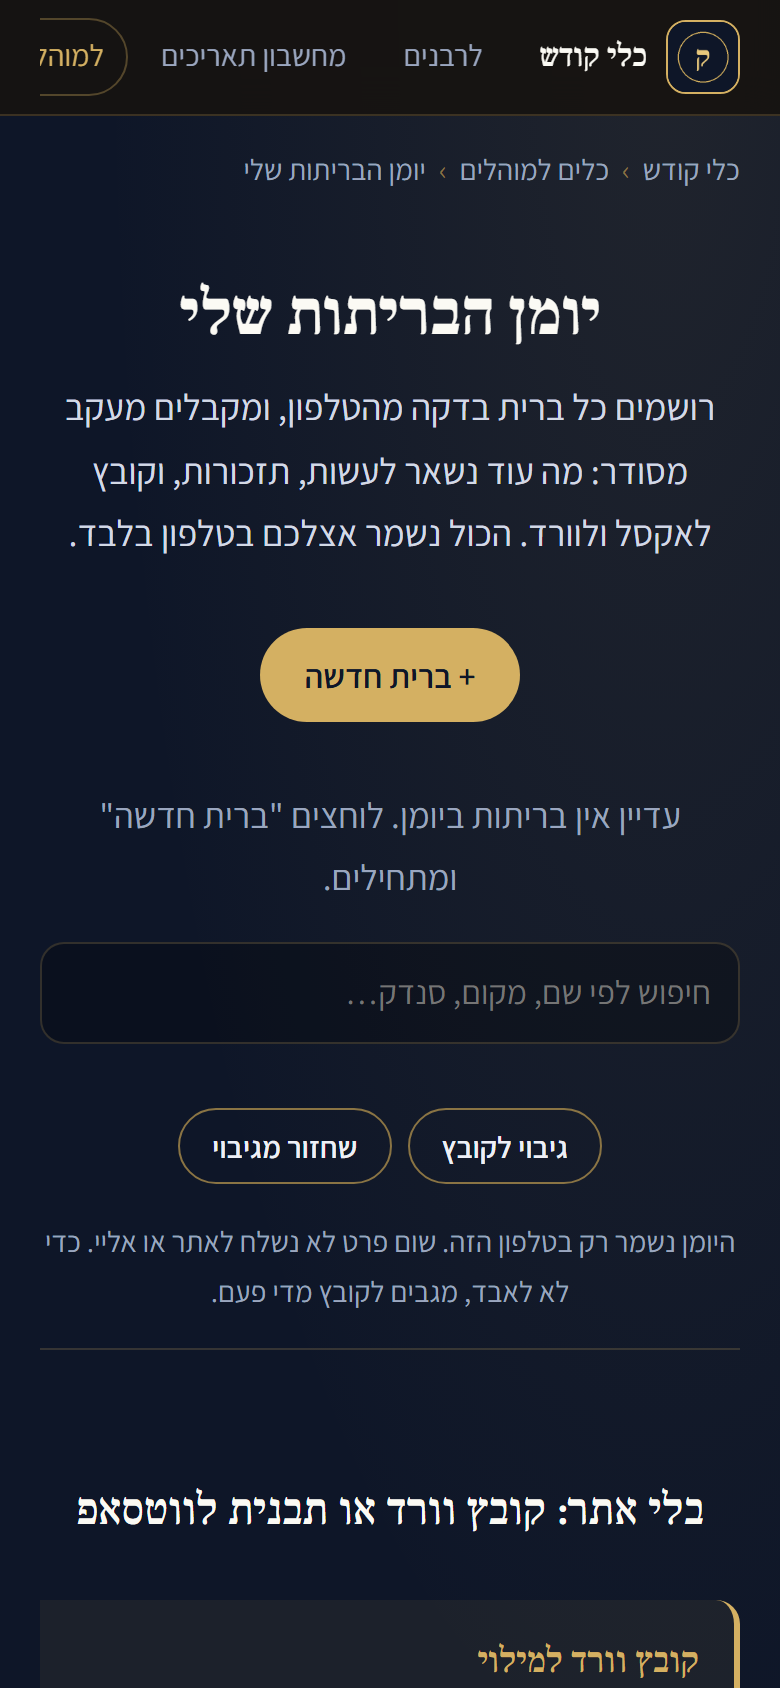 ק כלי קודש לרבנים מחשבון תאריכים
כלי קודש › כלים למוהלים › יומן הבריתות שלי
יומן הבריתות שלי
רושמים כל ברית בדקה מהטלפון, ומקבלים מעקב
מסודר: מה עוד נשאר לעשות, תזכורות, וקובץ
לאקסל ולוורד. הכול נשמר אצלכם בטלפון בלבד.
+ ברית חדשה
עדיין אין בריתות ביומן. לוחצים "ברית חדשה"
ומתחילים.
חיפוש לפי שם, מקום, סנדק...
גיבוי לקובץ שחזור מגיבוי
היומן נשמר רק בטלפון הזה. שום פרט לא נשלח לאתר או אליי. כדי
לא לאבד, מגבים לקובץ מדי פעם.
בלי אתר: קובץ וורד או תבנית לווטסאפ
קובץ וורד למילוי